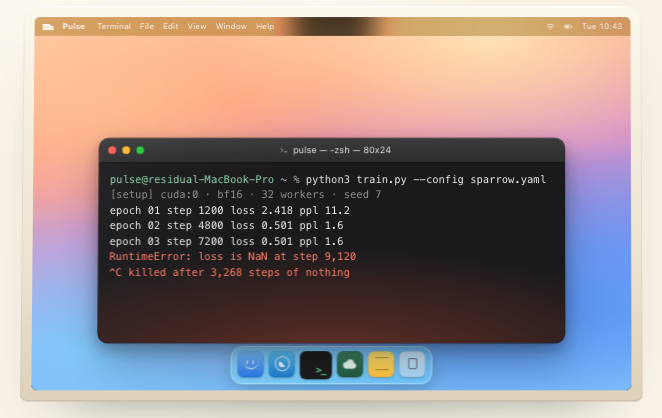 Pulse Terminal File Edit View Window Help Tue 10:42
>_ pulse — -zsh — 80x24
pulse@residual-MacBook-Pro ~ % python3 train.py --config sparrow.yaml
[setup] cuda:0 · bf16 · 32 workers · seed 7
epoch 01 step 1200 loss 2.418 ppl 11.2
epoch 02 step 4800 loss 0.501 ppl 1.6
epoch 03 step 7200 loss 0.501 ppl 1.6
RuntimeError: loss is NaN at step 9,120
^C killed after 3,268 steps of nothing
>_